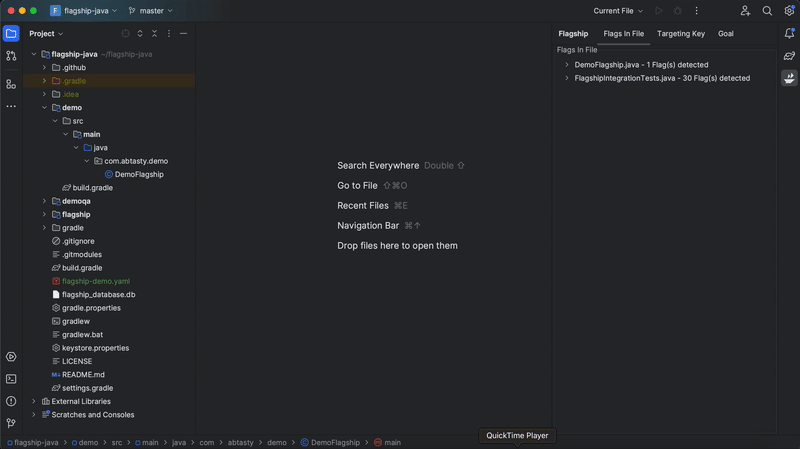 F flagship-java master Current File
Project
Flagship Flags In File Targeting Key Goal
Flags In File
DemoFlagship.java - 1 Flag(s) detected
FlagshipIntegrationTests.java - 30 Flag(s) detected
flagship-java ~/flagship-java
.github
.gradle
.idea
demo
src
main
java
com.abtasty.demo
DemoFlagship
build.gradle
demoqa
flagship
gradle
.gitignore
.gitmodules
build.gradle
flagship-demo.yaml
flagship_database.db
gradle.properties
gradlew
gradlew.bat
keystore.properties
LICENSE
README.md
settings.gradle
External Libraries
Scratches and Consoles
Search Everywhere Double ⇧
Go to File ⇧⌘O
Recent Files ⌘E
Navigation Bar ⌘↑
Drop files here to open them
QuickTime Player
flagship-java > demo > src > main > java > com > abtasty > demo > DemoFlagship > main